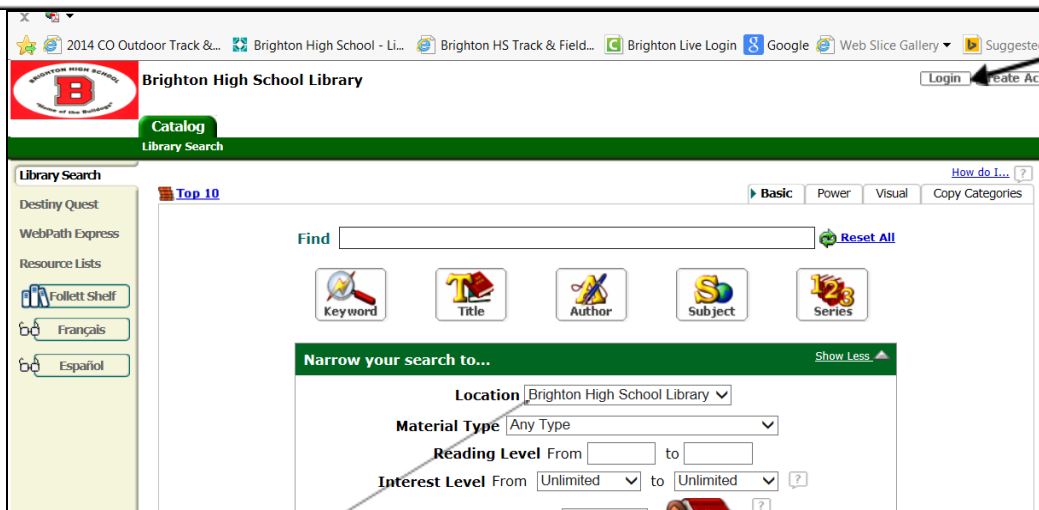 2014 CO Outdoor Track &... Brighton High School - Li... Brighton HS Track & Field... Brighton Live Login Google Web Slice Gallery Suggeste
BRIGHTON HIGH SCHOOL
B
"Home of the Bulldogs"
Brighton High School Library
Login reate Ac
Catalog
Library Search
Library Search
How do I... ?
Top 10
Basic Power Visual Copy Categories
Destiny Quest
WebPath Express
Resource Lists
Follett Shelf
Français
Español
Find
Reset All
Keyword Title Author Subject Series
Narrow your search to...
Show Less
Location Brighton High School Library
Material Type Any Type
Reading Level From to
Interest Level From Unlimited to Unlimited ?
?